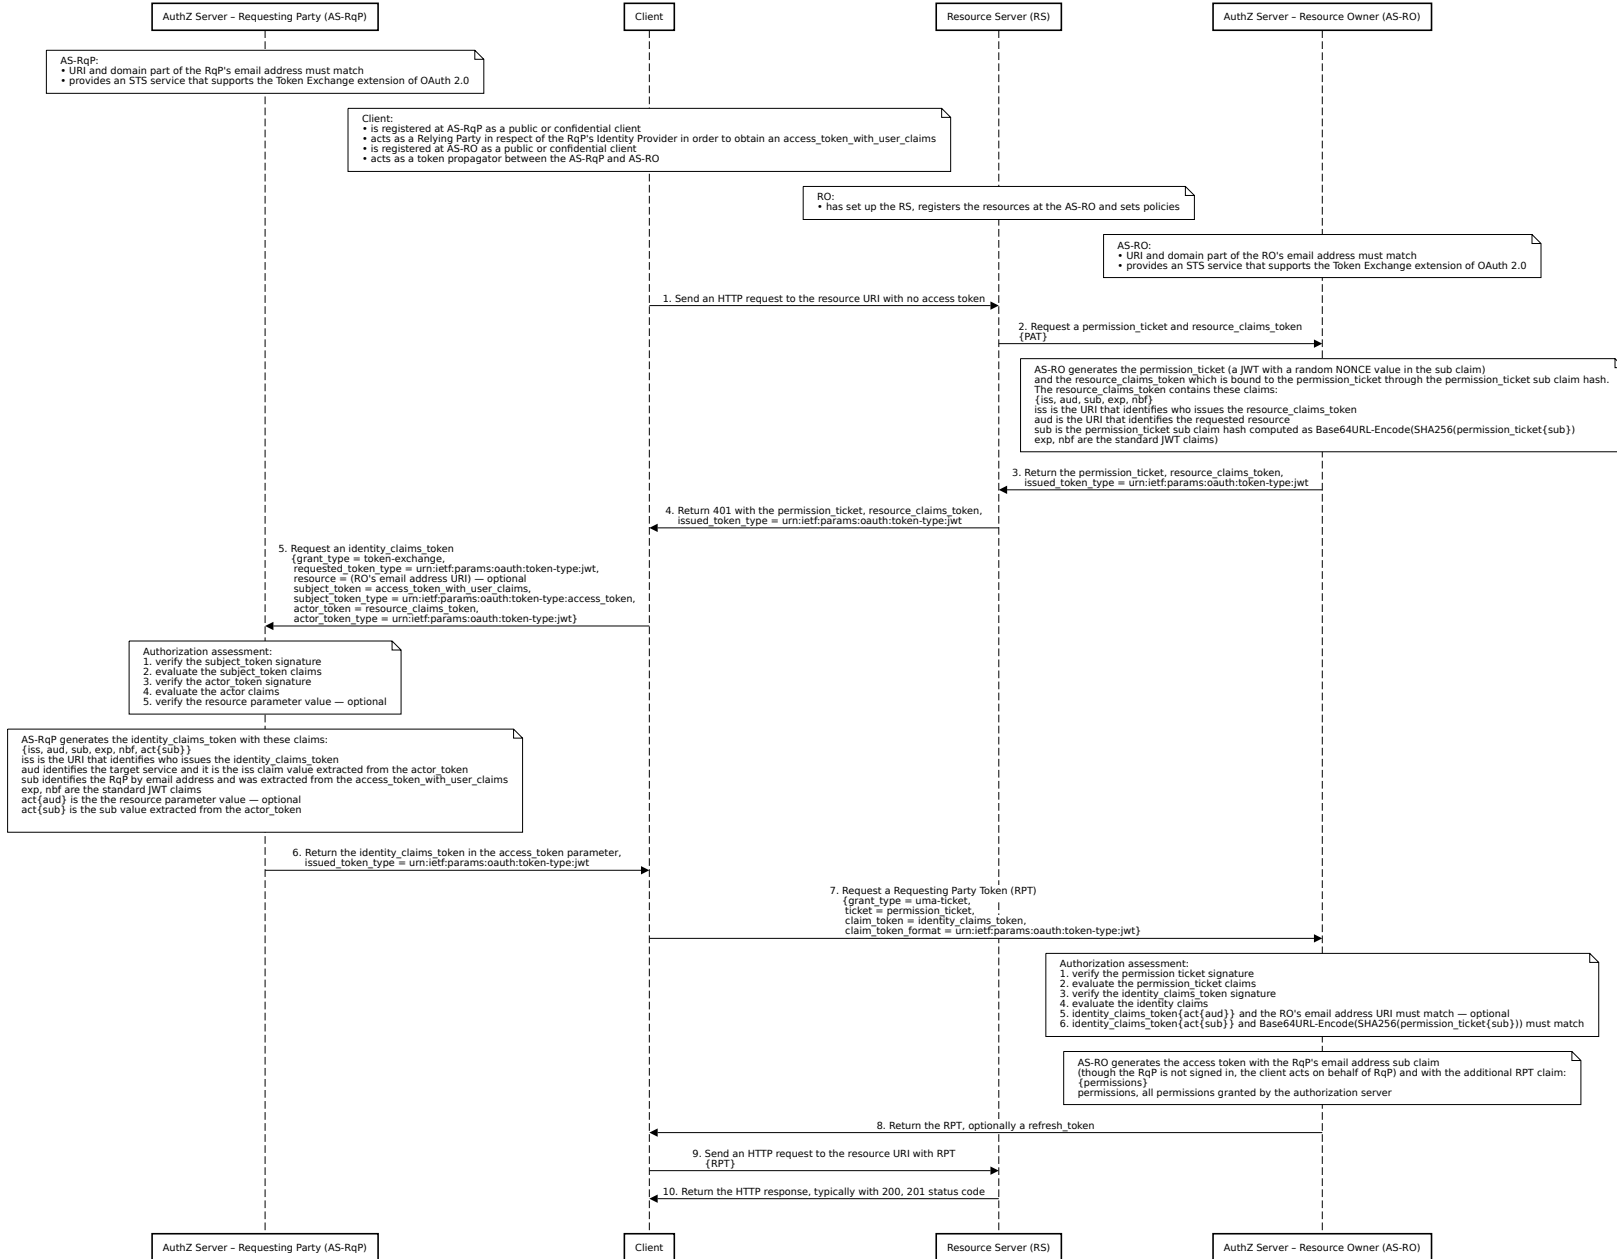 AuthZ Server – Requesting Party (AS-RqP)
Client
Resource Server (RS)
AuthZ Server – Resource Owner (AS-RO)
AS-RqP:
• URI and domain part of the RqP's email address must match
• provides an STS service that supports the Token Exchange extension of OAuth 2.0
Client:
• is registered at AS-RqP as a public or confidential client
• acts as a Relying Party in respect of the RqP's Identity Provider in order to obtain an access_token_with_user_claims
• is registered at AS-RO as a public or confidential client
• acts as a token propagator between the AS-RqP and AS-RO
RO:
• has set up the RS, registers the resources at the AS-RO and sets policies
AS-RO:
• URI and domain part of the RO's email address must match
• provides an STS service that supports the Token Exchange extension of OAuth 2.0
1. Send an HTTP request to the resource URI with no access token
2. Request a permission_ticket and resource_claims_token
{PAT}
AS-RO generates the permission_ticket (a JWT with a random NONCE value in the sub claim)
and the resource_claims_token which is bound to the permission_ticket through the permission_ticket sub claim hash.
The resource_claims_token contains these claims:
{iss, aud, sub, exp, nbf}
iss is the URI that identifies who issues the resource_claims_token
aud is the URI that identifies the requested resource
sub is the permission_ticket sub claim hash computed as Base64URL-Encode(SHA256(permission_ticket{sub})
exp, nbf are the standard JWT claims)
3. Return the permission_ticket, resource_claims_token,
issued_token_type = urn:ietf:params:oauth:token-type:jwt
4. Return 401 with the permission_ticket, resource_claims_token,
issued_token_type = urn:ietf:params:oauth:token-type:jwt
5. Request an identity_claims_token
{grant_type = token-exchange,
requested_token_type = urn:ietf:params:oauth:token-type:jwt,
resource = (RO's email address URI) — optional
subject_token = access_token_with_user_claims,
subject_token_type = urn:ietf:params:oauth:token-type:access_token,
actor_token = resource_claims_token,
actor_token_type = urn:ietf:params:oauth:token-type:jwt}
Authorization assessment:
1. verify the subject_token signature
2. evaluate the subject_token claims
3. verify the actor_token signature
4. evaluate the actor claims
5. verify the resource parameter value — optional
AS-RqP generates the identity_claims_token with these claims:
{iss, aud, sub, exp, nbf, act{sub}}
iss is the URI that identifies who issues the identity_claims_token
aud identifies the target service and it is the iss claim value extracted from the actor_token
sub identifies the RqP by email address and was extracted from the access_token_with_user_claims
exp, nbf are the standard JWT claims
act{aud} is the the resource parameter value — optional
act{sub} is the sub value extracted from the actor_token
6. Return the identity_claims_token in the access_token parameter,
issued_token_type = urn:ietf:params:oauth:token-type:jwt
7. Request a Requesting Party Token (RPT)
{grant_type = uma-ticket,
ticket = permission_ticket,
claim_token = identity_claims_token,
claim_token_format = urn:ietf:params:oauth:token-type:jwt}
Authorization assessment:
1. verify the permission ticket signature
2. evaluate the permission_ticket claims
3. verify the identity_claims_token signature
4. evaluate the identity claims
5. identity_claims_token{act{aud}} and the RO's email address URI must match — optional
6. identity_claims_token{act{sub}} and Base64URL-Encode(SHA256(permission_ticket{sub})) must match
AS-RO generates the access token with the RqP's email address sub claim
(though the RqP is not signed in, the client acts on behalf of RqP) and with the additional RPT claim:
{permissions}
permissions, all permissions granted by the authorization server
8. Return the RPT, optionally a refresh_token
9. Send an HTTP request to the resource URI with RPT
{RPT}
10. Return the HTTP response, typically with 200, 201 status code
AuthZ Server – Requesting Party (AS-RqP)
Client
Resource Server (RS)
AuthZ Server – Resource Owner (AS-RO)